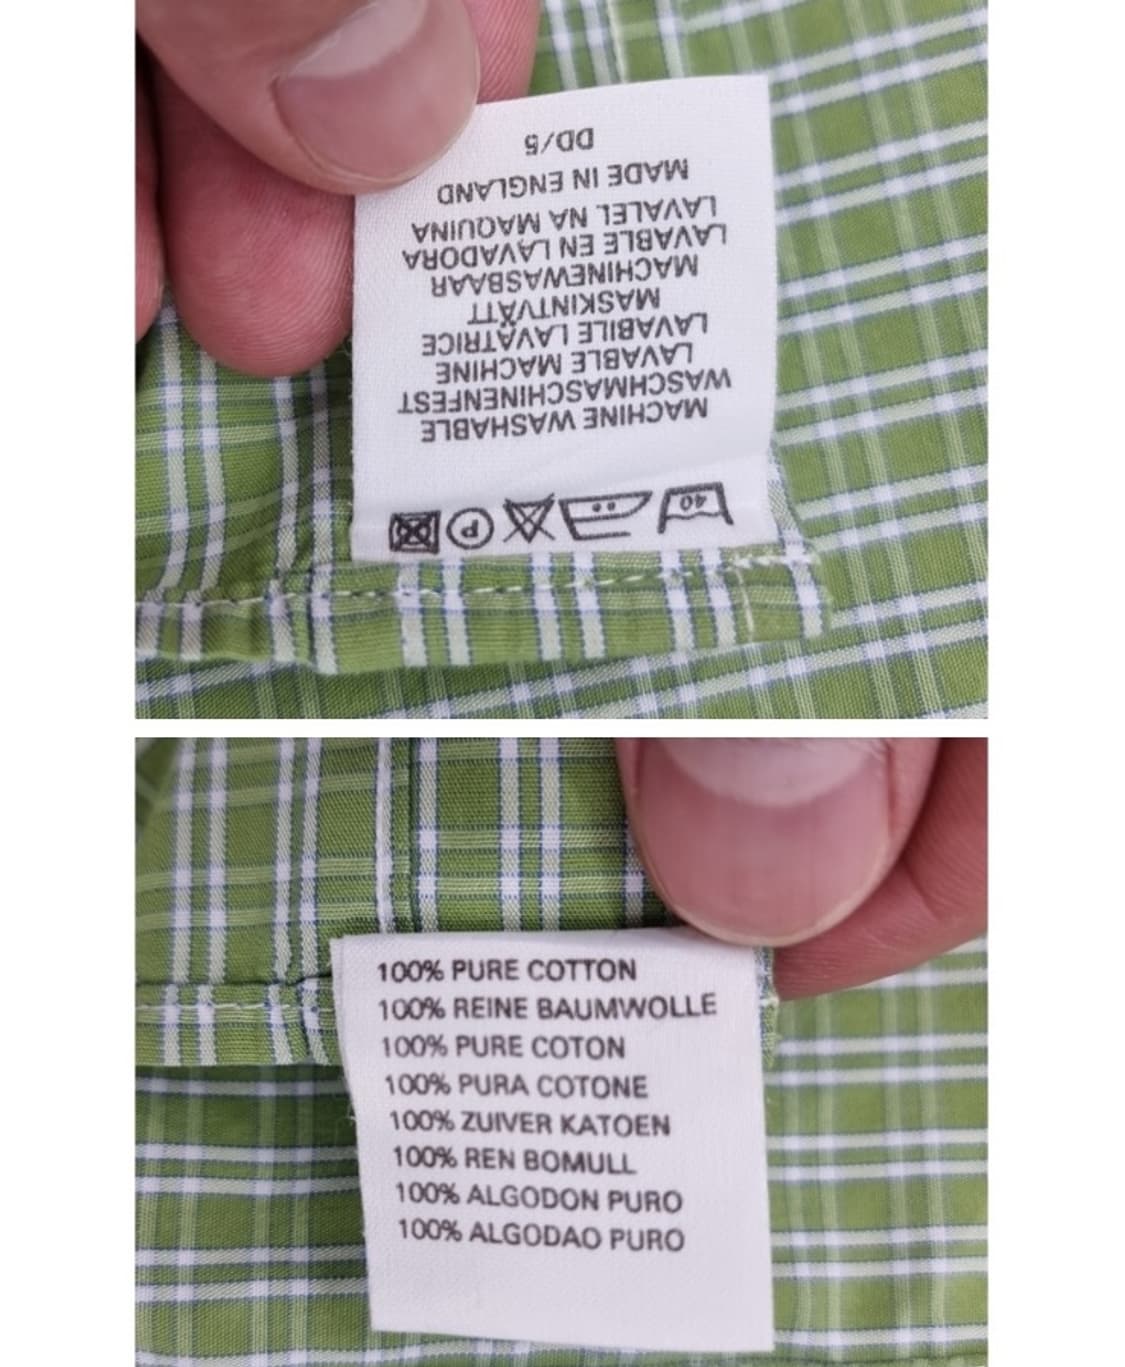 40
P
MACHINE WASHABLE
WASCHMASCHINENFEST
LAVABLE MACHINE
LAVABILE LAVATRICE
MASKINTVÄTT
MACHINEWASBAAR
LAVABLE EN LAVADORA
LAVALEL NA MAQUINA
MADE IN ENGLAND
DD/5
100% PURE COTTON
100% REINE BAUMWOLLE
100% PURE COTON
100% PURA COTONE
100% ZUIVER KATOEN
100% REN BOMULL
100% ALGODON PURO
100% ALGODAO PURO